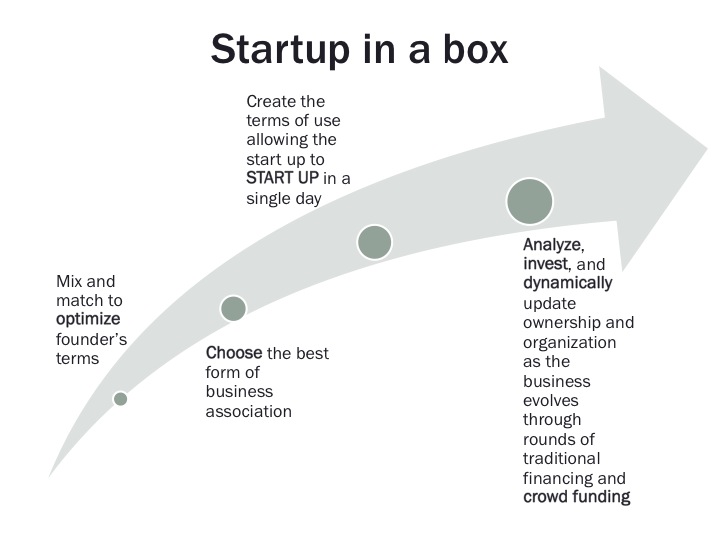 Startup in a box
Mix and
match to
optimize
founder's
terms
Choose the best
form of
business
association
Create the
terms of use
allowing the
start up to
START UP in a
single day
Analyze,
invest, and
dynamically
update
ownership and
organization
as the
business
evolves
through
rounds of
traditional
financing and
crowd funding